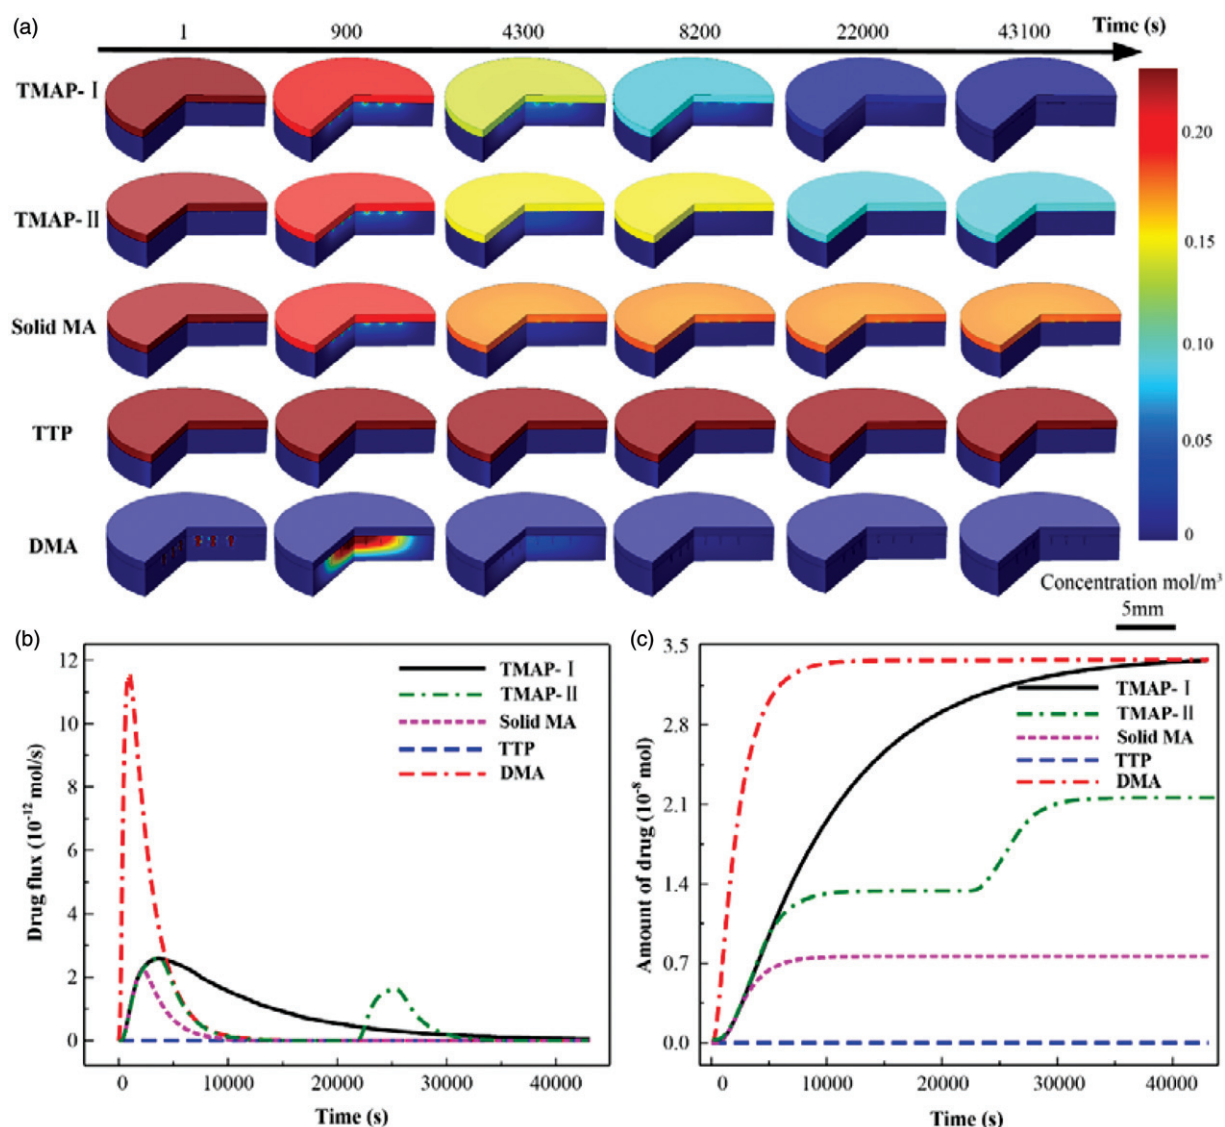 (a)
1 900 4300 8200 22000 43100 Time (s)
TMAP-Ⅰ
TMAP-Ⅱ
Solid MA
TTP
DMA
0.20
0.15
0.10
0.05
0
Concentration mol/m³
5mm
(b)
Drug flux (10⁻¹² mol/s)
12
10
8
6
4
2
0
TMAP-Ⅰ
TMAP-Ⅱ
Solid MA
TTP
DMA
0 10000 20000 30000 40000
Time (s)
(c)
Amount of drug (10⁻⁸ mol)
3.5
2.8
2.1
1.4
0.7
0.0
TMAP-Ⅰ
TMAP-Ⅱ
Solid MA
TTP
DMA
0 10000 20000 30000 40000
Time (s)